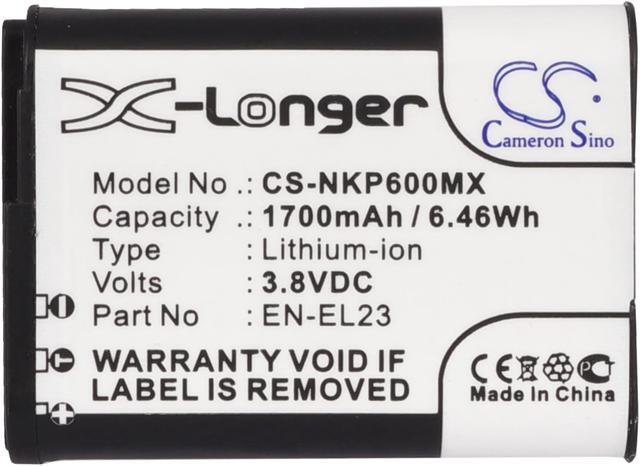 X-Longer
CS
Cameron Sino
Model No .: CS-NKP600MX
Capacity .: 1700mAh / 6.46Wh
Type : Lithium-ion
Volts : 3.8VDC
Part No : EN-EL23
WARRANTY VOID IF
LABEL IS REMOVED
CE PCT
Made In China